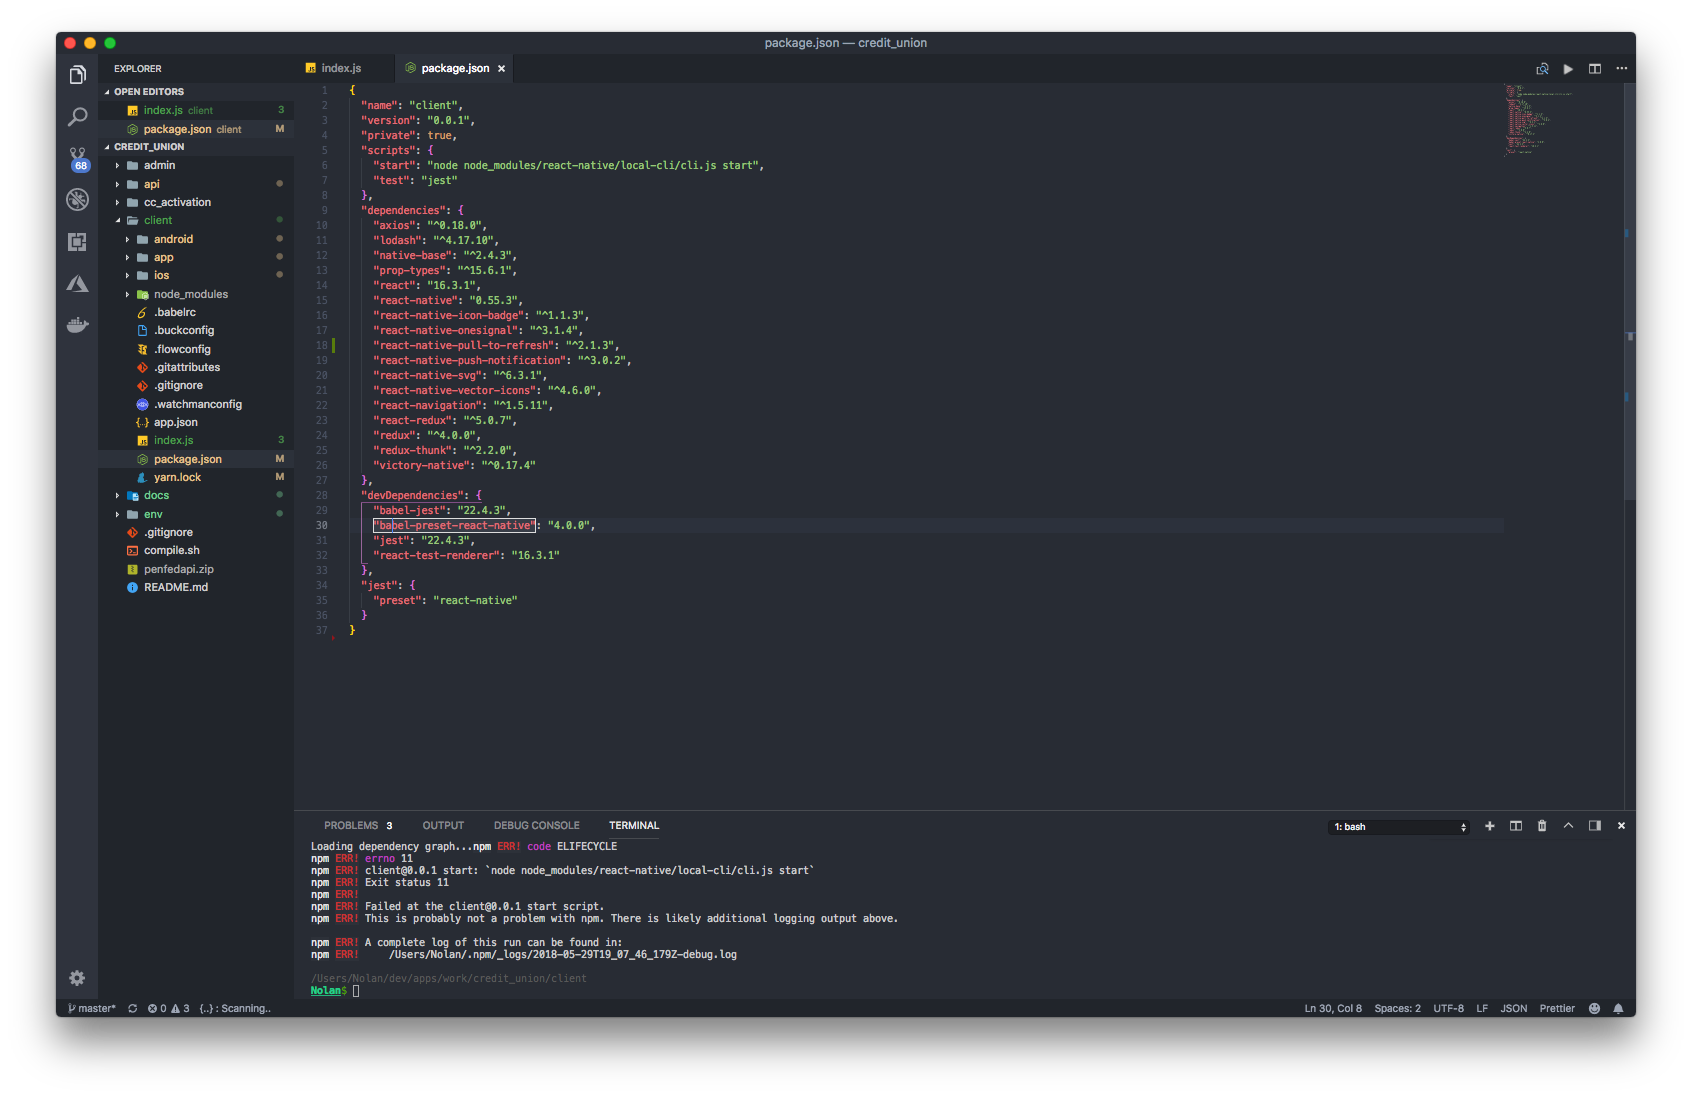 package.json — credit_union
EXPLORER
OPEN EDITORS
index.js client 3
package.json client M
CREDIT_UNION
admin
api
cc_activation
client
android
app
ios
node_modules
.babelrc
.buckconfig
.flowconfig
.gitattributes
.gitignore
.watchmanconfig
app.json
index.js 3
package.json M
yarn.lock M
docs
env
.gitignore
compile.sh
penfedapi.zip
README.md
68
index.js
package.json
1 {
2 "name": "client",
3 "version": "0.0.1",
4 "private": true,
5 "scripts": {
6 "start": "node node_modules/react-native/local-cli/cli.js start",
7 "test": "jest"
8 },
9 "dependencies": {
10 "axios": "^0.18.0",
11 "lodash": "^4.17.10",
12 "native-base": "^2.4.3",
13 "prop-types": "^15.6.1",
14 "react": "16.3.1",
15 "react-native": "0.55.3",
16 "react-native-icon-badge": "^1.1.3",
17 "react-native-onesignal": "^3.1.4",
18 "react-native-pull-to-refresh": "^2.1.3",
19 "react-native-push-notification": "^3.0.2",
20 "react-native-svg": "^6.3.1",
21 "react-native-vector-icons": "^4.6.0",
22 "react-navigation": "^1.5.11",
23 "react-redux": "^5.0.7",
24 "redux": "^4.0.0",
25 "redux-thunk": "^2.2.0",
26 "victory-native": "^0.17.4"
27 },
28 "devDependencies": {
29 "babel-jest": "22.4.3",
30 "babel-preset-react-native": "4.0.0",
31 "jest": "22.4.3",
32 "react-test-renderer": "16.3.1"
33 },
34 "jest": {
35 "preset": "react-native"
36 }
37 }
PROBLEMS 3 OUTPUT DEBUG CONSOLE TERMINAL 1: bash
Loading dependency graph...npm ERR! code ELIFECYCLE
npm ERR! errno 11
npm ERR! client@0.0.1 start: `node node_modules/react-native/local-cli/cli.js start`
npm ERR! Exit status 11
npm ERR!
npm ERR! Failed at the client@0.0.1 start script.
npm ERR! This is probably not a problem with npm. There is likely additional logging output above.
npm ERR! A complete log of this run can be found in:
npm ERR! /Users/Nolan/.npm/_logs/2018-05-29T19_07_46_179Z-debug.log
/Users/Nolan/dev/apps/work/credit_union/client
Nolan$
master* 0 3 {..} : Scanning.. Ln 30, Col 8 Spaces: 2 UTF-8 LF JSON Prettier